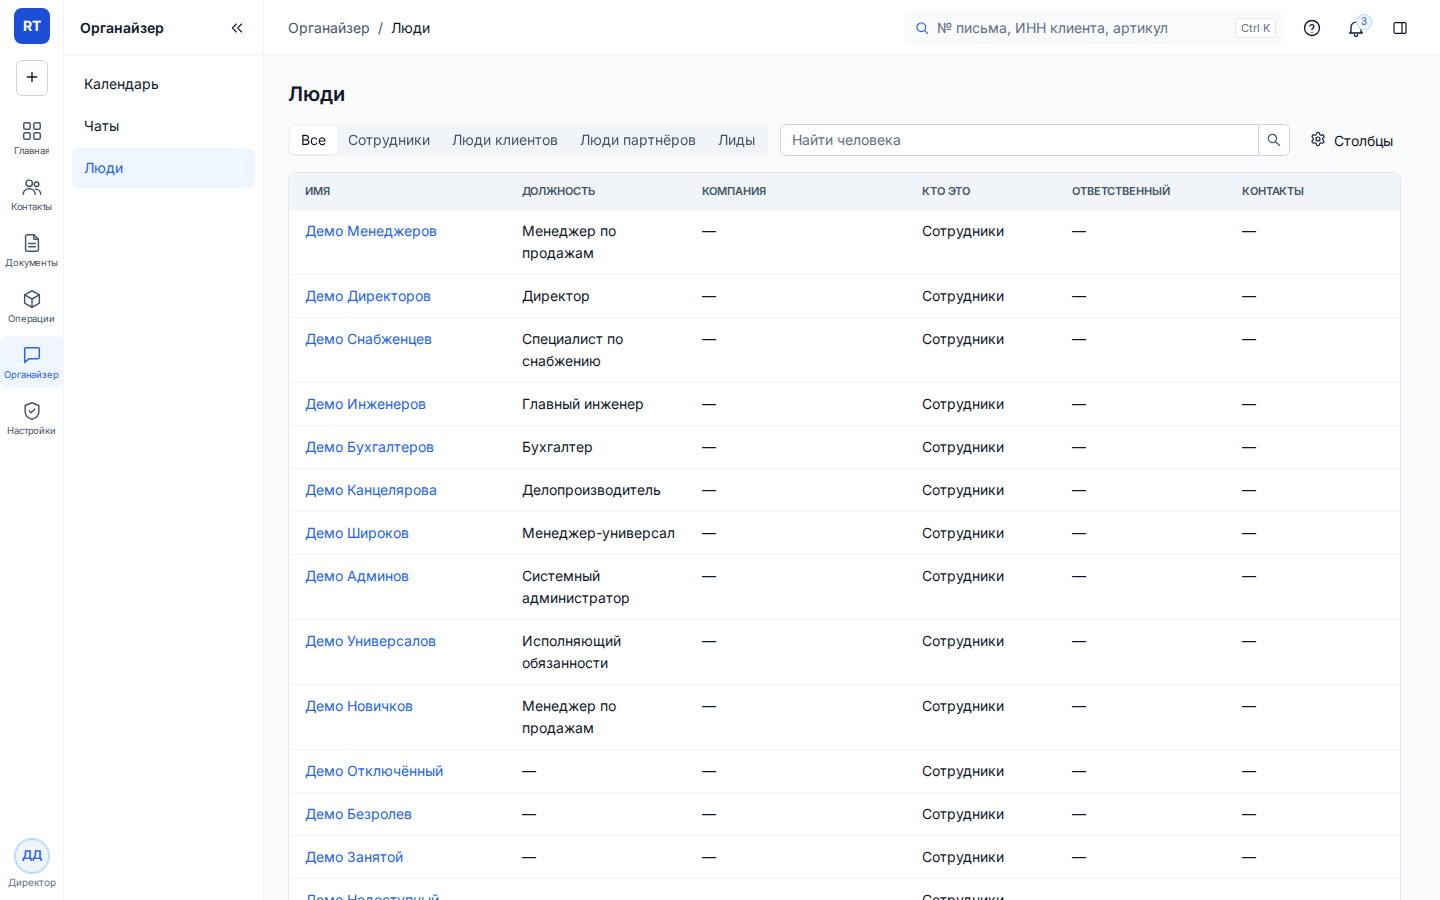 RT
Органайзер
Органайзер / Люди
№ письма, ИНН клиента, артикул
Ctrl K
3
Главная
Контакты
Документы
Операции
Органайзер
Настройки
ДД
Директор
Календарь
Чаты
Люди
Люди
Все Сотрудники Люди клиентов Люди партнёров Лиды
Найти человека
Столбцы
ИМЯ ДОЛЖНОСТЬ КОМПАНИЯ КТО ЭТО ОТВЕТСТВЕННЫЙ КОНТАКТЫ
Демо Менеджеров Менеджер по — Сотрудники — —
продажам
Демо Директоров Директор — Сотрудники — —
Демо Снабженцев Специалист по — Сотрудники — —
снабжению
Демо Инженеров Главный инженер — Сотрудники — —
Демо Бухгалтеров Бухгалтер — Сотрудники — —
Демо Канцелярова Делопроизводитель — Сотрудники — —
Демо Широков Менеджер-универсал — Сотрудники — —
Демо Админов Системный — Сотрудники — —
администратор
Демо Универсалов Исполняющий — Сотрудники — —
обязанности
Демо Новичков Менеджер по — Сотрудники — —
продажам
Демо Отключённый — — Сотрудники — —
Демо Безролев — — Сотрудники — —
Демо Занятой — — Сотрудники — —
Демо Недоступный Сотрудники